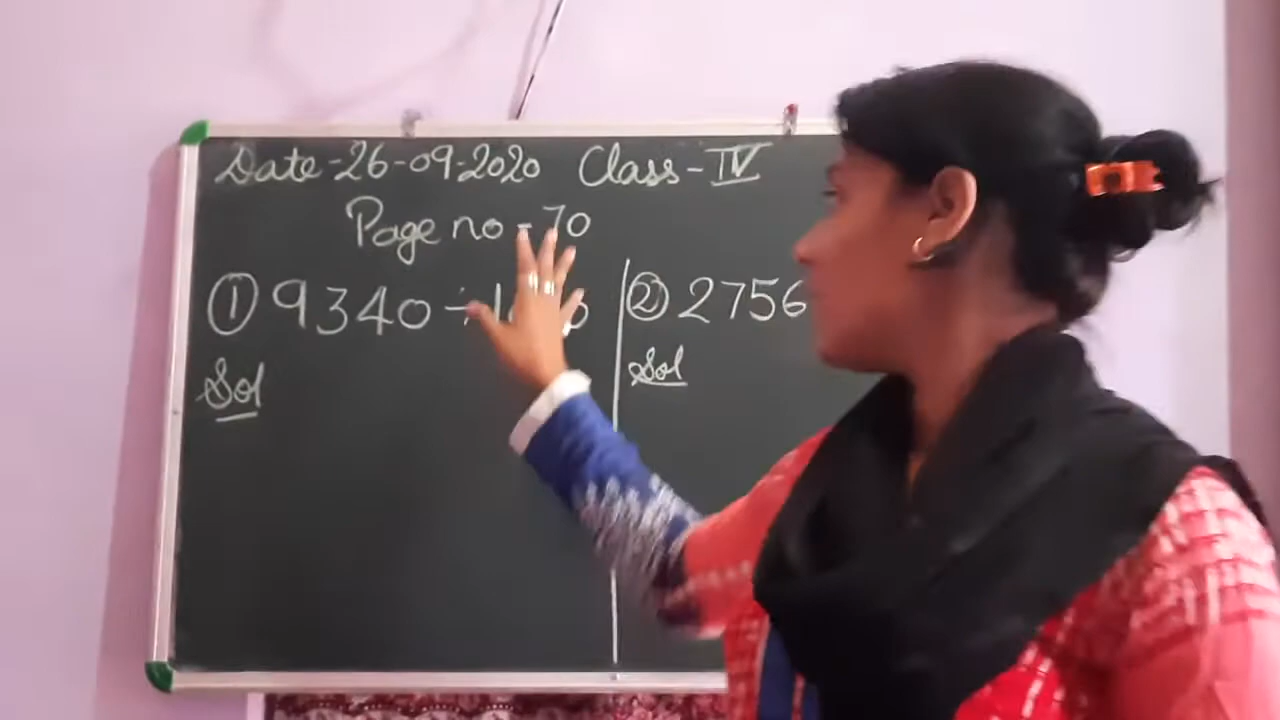 Date-26-09-2020 Class-IV
Page no-70
① 9340 ÷
Sol
② 2756
Sol